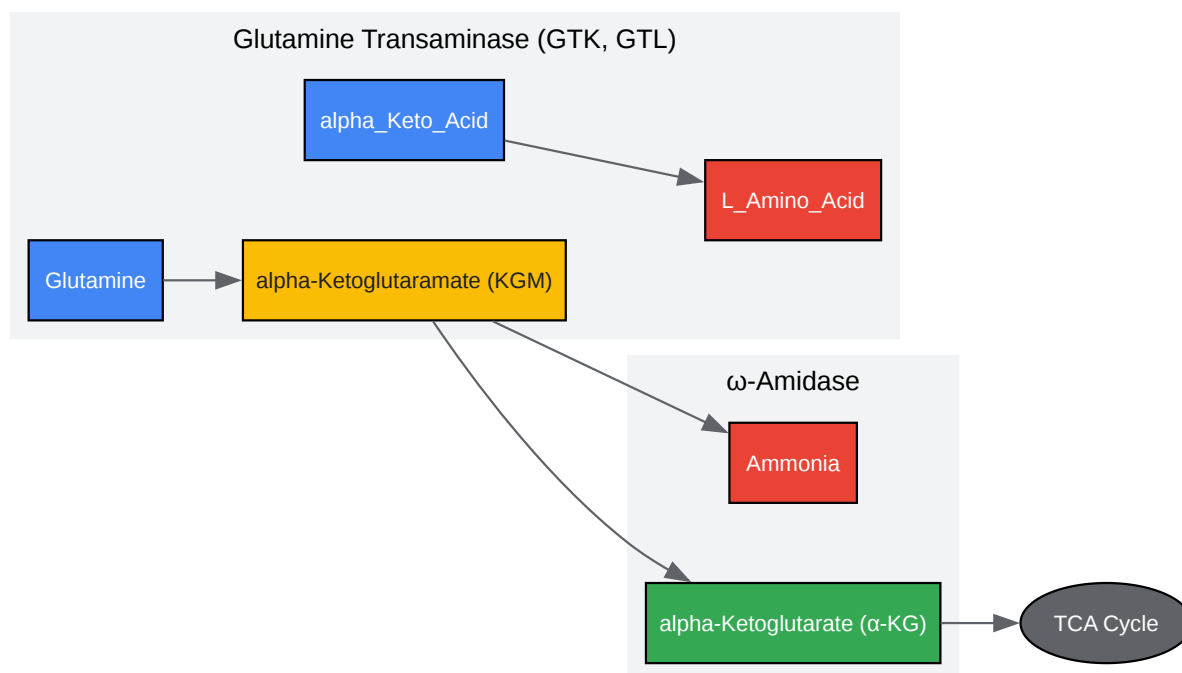 Glutamine Transaminase (GTK, GTL)
alpha_Keto_Acid
L_Amino_Acid
Glutamine
alpha-Ketoglutaramate (KGM)
ω-Amidase
Ammonia
alpha-Ketoglutarate (α-KG)
TCA Cycle